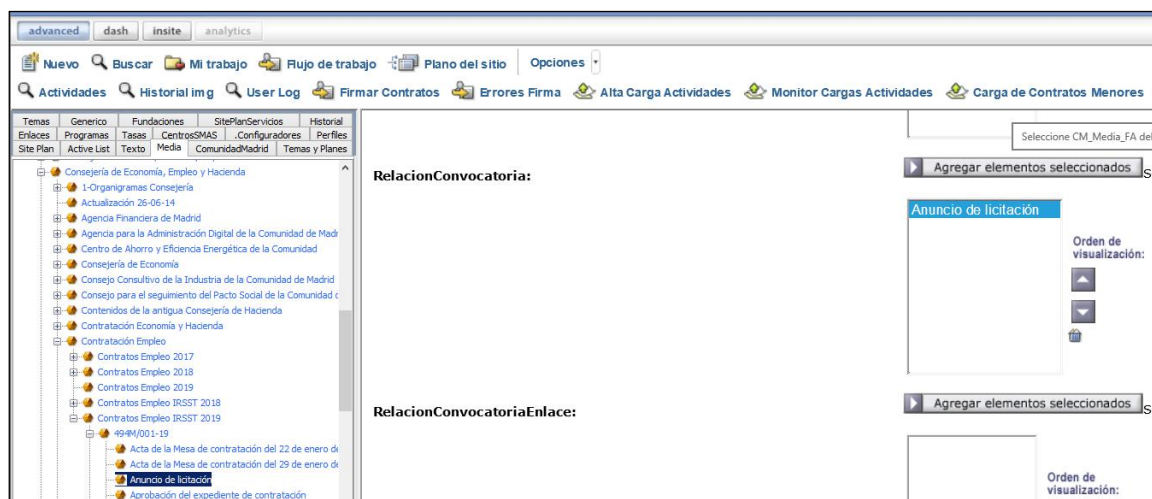 advanced dash insite analytics
Nuevo Buscar Mi trabajo Flujo de trabajo Plano del sitio Opciones
Actividades Historial img User Log Firmar Contratos Errores Firma Alta Carga Actividades Monitor Cargas Actividades Carga de Contratos Menores
Temas Generico Fundaciones SitePlanServicios Historial
Enlaces Programas Tasas CentrosSMAS .Configuradores Perfiles
Site Plan Active List Texto Media ComunidadMadrid Temas y Planes
Consejería de Economía, Empleo y Hacienda
1-Organigramas Consejería
Actualización 26-06-14
Agencia Financiera de Madrid
Agencia para la Administración Digital de la Comunidad de Madr
Centro de Ahorro y Eficiencia Energética de la Comunidad
Consejería de Economía
Consejo Consultivo de la Industria de la Comunidad de Madrid
Consejo para el seguimiento del Pacto Social de la Comunidad d
Contenidos de la antigua Consejería de Hacienda
Contratación Economía y Hacienda
Contratación Empleo
Contratos Empleo 2017
Contratos Empleo 2018
Contratos Empleo 2019
Contratos Empleo IRSST 2018
Contratos Empleo IRSST 2019
494M/001-19
Acta de la Mesa de contratación del 22 de enero de
Acta de la Mesa de contratación del 29 de enero de
Anuncio de licitación
Aprobación del expediente de contratación
Seleccione CM_Media_FA del
RelacionConvocatoria:
Agregar elementos seleccionados S
Anuncio de licitación
Orden de
visualización:
RelacionConvocatoriaEnlace:
Agregar elementos seleccionados S
Orden de
visualización: